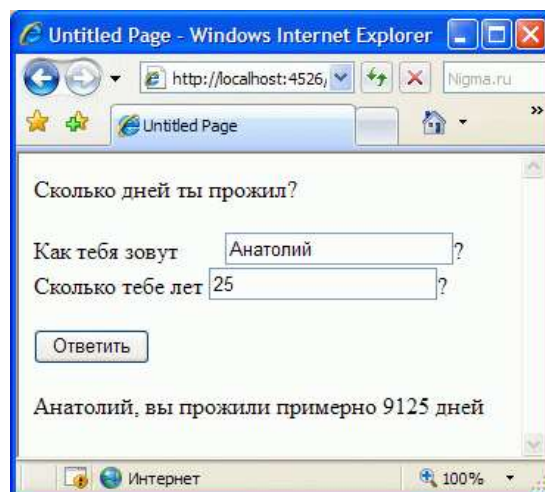 Untitled Page - Windows Internet Explorer
http://localhost:4526/
Nigma.ru
Untitled Page
»
Сколько дней ты прожил?
Как тебя зовут Анатолий ?
Сколько тебе лет 25 ?
Ответить
Анатолий, вы прожили примерно 9125 дней
Интернет 100%